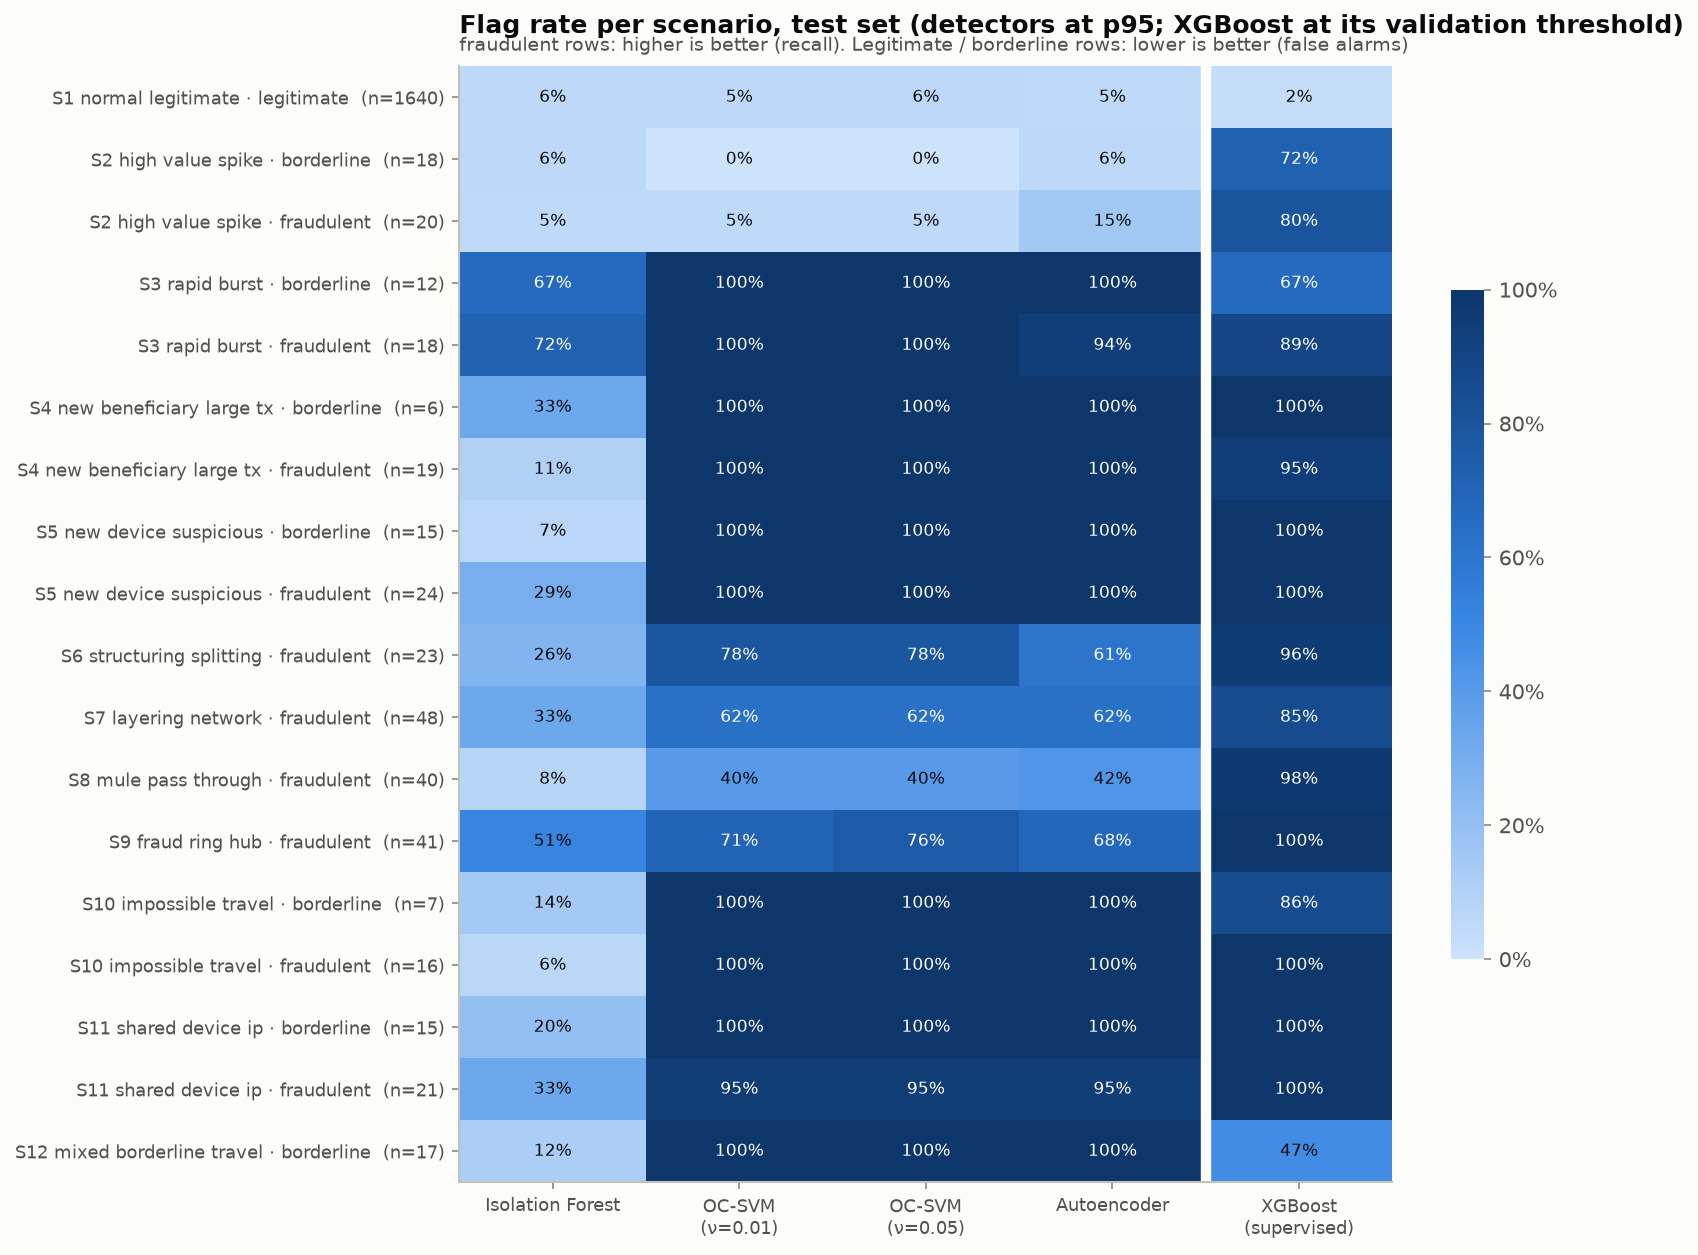 Flag rate per scenario, test set (detectors at p95; XGBoost at its validation threshold)
fraudulent rows: higher is better (recall). Legitimate / borderline rows: lower is better (false alarms)
S1 normal legitimate · legitimate (n=1640) 6% 5% 6% 5% 2%
S2 high value spike · borderline (n=18) 6% 0% 0% 6% 72%
S2 high value spike · fraudulent (n=20) 5% 5% 5% 15% 80%
S3 rapid burst · borderline (n=12) 67% 100% 100% 100% 67%
S3 rapid burst · fraudulent (n=18) 72% 100% 100% 94% 89%
S4 new beneficiary large tx · borderline (n=6) 33% 100% 100% 100% 100%
S4 new beneficiary large tx · fraudulent (n=19) 11% 100% 100% 100% 95%
S5 new device suspicious · borderline (n=15) 7% 100% 100% 100% 100%
S5 new device suspicious · fraudulent (n=24) 29% 100% 100% 100% 100%
S6 structuring splitting · fraudulent (n=23) 26% 78% 78% 61% 96%
S7 layering network · fraudulent (n=48) 33% 62% 62% 62% 85%
S8 mule pass through · fraudulent (n=40) 8% 40% 40% 42% 98%
S9 fraud ring hub · fraudulent (n=41) 51% 71% 76% 68% 100%
S10 impossible travel · borderline (n=7) 14% 100% 100% 100% 86%
S10 impossible travel · fraudulent (n=16) 6% 100% 100% 100% 100%
S11 shared device ip · borderline (n=15) 20% 100% 100% 100% 100%
S11 shared device ip · fraudulent (n=21) 33% 95% 95% 95% 100%
S12 mixed borderline travel · borderline (n=17) 12% 100% 100% 100% 47%
Isolation Forest OC-SVM OC-SVM Autoencoder XGBoost
(ν=0.01) (ν=0.05) (supervised)
100%
80%
60%
40%
20%
0%